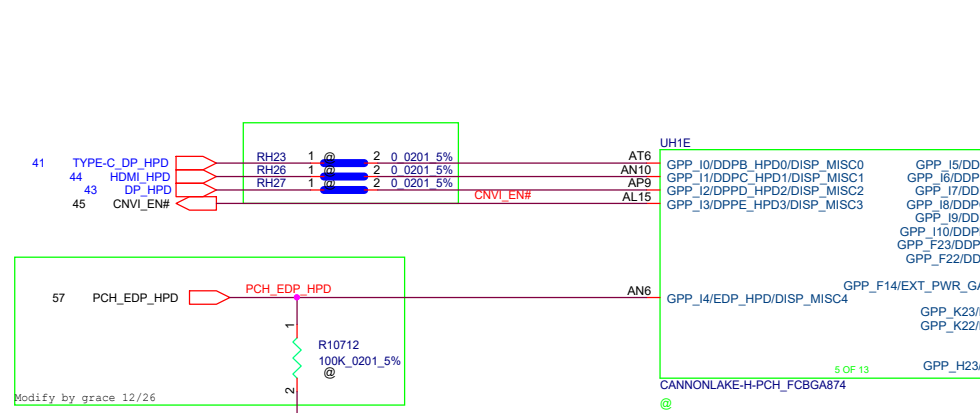 UH1E
41 TYPE-C_DP_HPD RH23 1 @ 2 0_0201_5% AT6 GPP_I0/DDPB_HPD0/DISP_MISC0 GPP_I5/DD
44 HDMI_HPD RH26 1 @ 2 0_0201_5% AN10 GPP_I1/DDPC_HPD1/DISP_MISC1 GPP_I6/DDP
43 DP_HPD RH27 1 @ 2 0_0201_5% AP9 GPP_I2/DPPD_HPD2/DISP_MISC2 GPP_I7/DD
45 CNVI_EN# CNVI_EN# AL15 GPP_I3/DPPE_HPD3/DISP_MISC3 GPP_I8/DDP
GPP_I9/DD
GPP_I10/DDP
GPP_F23/DDP
GPP_F22/DD
GPP_F14/EXT_PWR_GA
57 PCH_EDP_HPD PCH_EDP_HPD AN6 GPP_I4/EDP_HPD/DISP_MISC4
GPP_K23/
GPP_K22/
1
R10712
100K_0201_5%
@
2
5 OF 13
GPP_H23/
CANNONLAKE-H-PCH_FCBGA874
@
Modify by grace 12/26